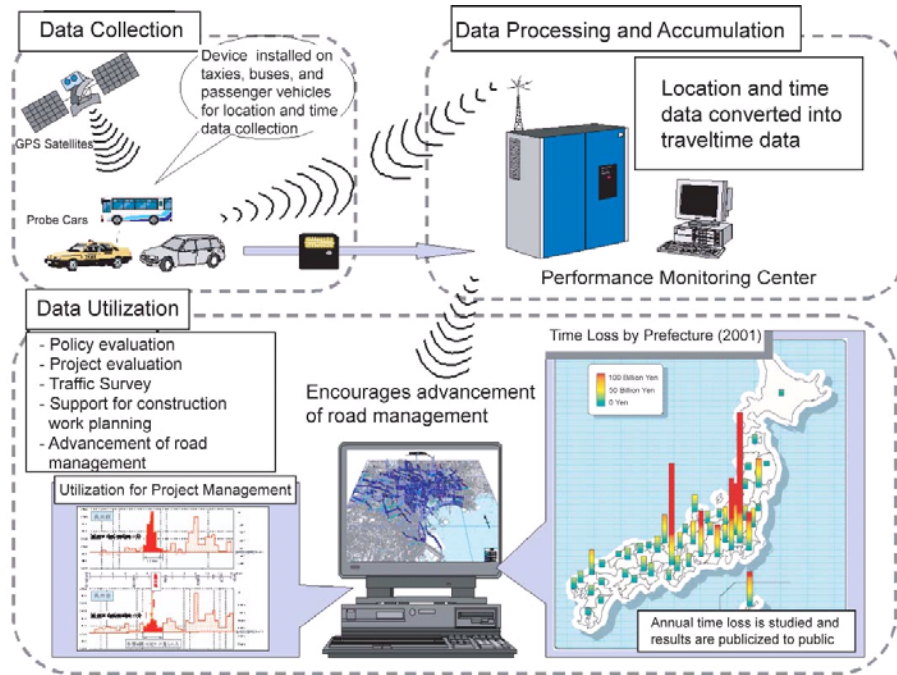 Data Collection
Device installed on
taxies, buses, and
passenger vehicles
for location and time
data collection
GPS Satellites
Probe Cars
Data Processing and Accumulation
Location and time
data converted into
traveltime data
Performance Monitoring Center
Data Utilization
- Policy evaluation
- Project evaluation
- Traffic Survey
- Support for construction
work planning
- Advancement of road
management
Utilization for Project Management
Encourages advancement
of road management
Time Loss by Prefecture (2001)
100 Billion Yen
50 Billion Yen
0 Yen
Annual time loss is studied and
results are publicized to public